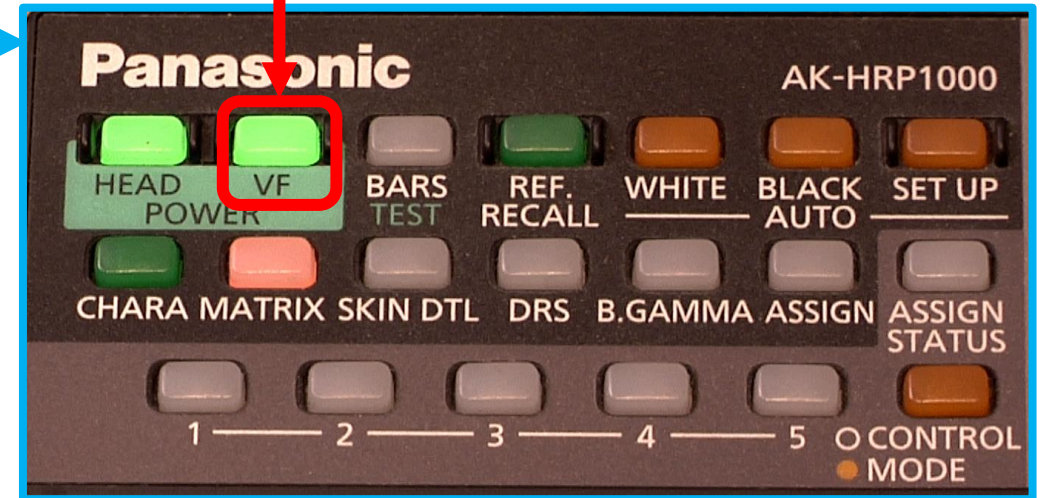 Panasonic
AK-HRP1000
HEAD VF BARS REF. WHITE BLACK SET UP
POWER TEST RECALL AUTO
CHARA MATRIX SKIN DTL DRS B.GAMMA ASSIGN ASSIGN
STATUS
1 2 3 4 5 CONTROL
MODE